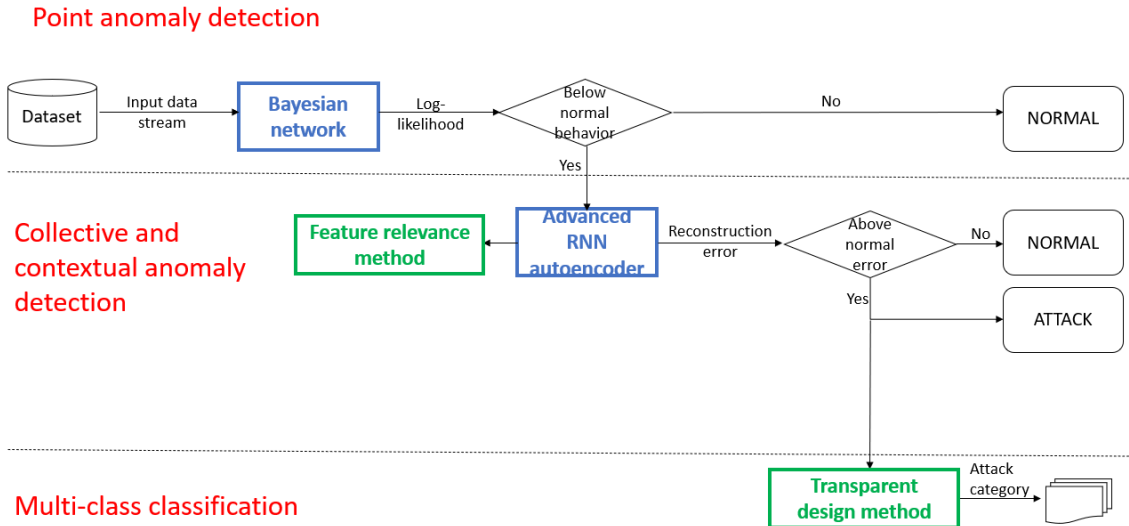 Point anomaly detection
Dataset
Input data
stream
Bayesian
network
Log-
likelihood
Below
normal
behavior
No
NORMAL
Yes
Collective and
contextual anomaly
detection
Feature relevance
method
Advanced
RNN
autoencoder
Reconstruction
error
Above
normal
error
No
NORMAL
Yes
ATTACK
Multi-class classification
Transparent
design method
Attack
category